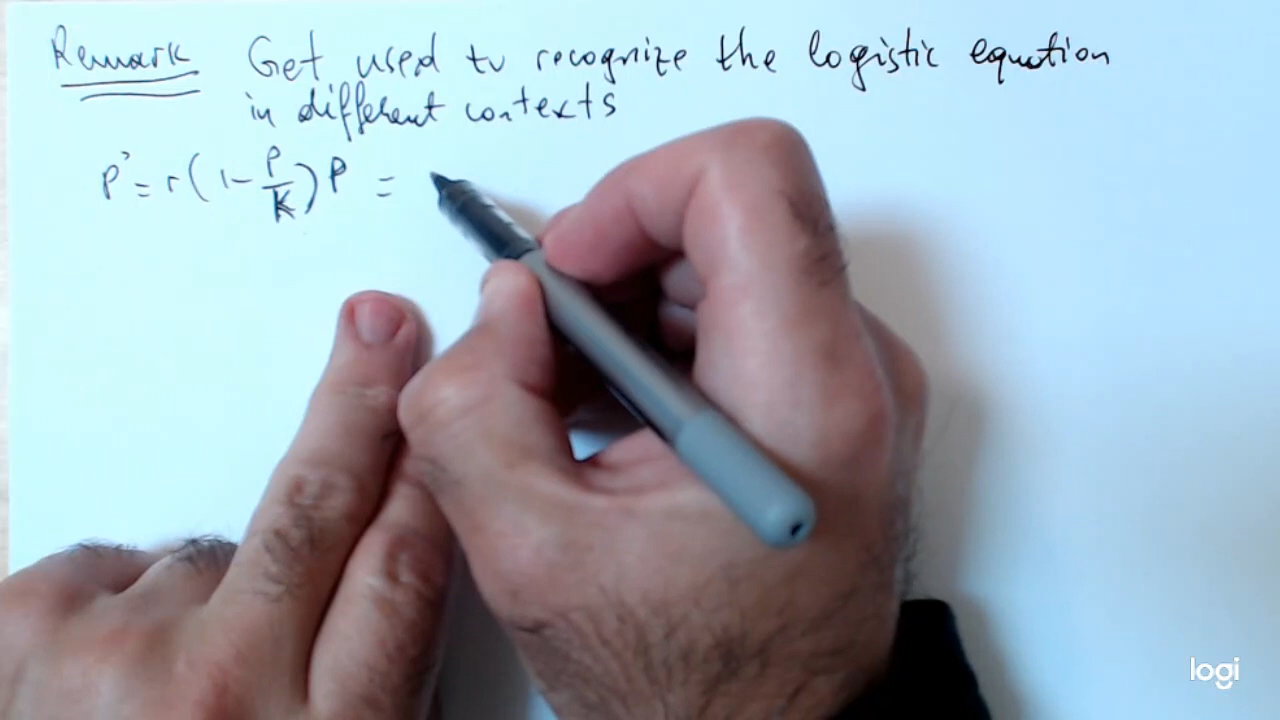 Remark Get used to recognize the logistic equation
in different contexts
P' = r(1 - P/K)P =
logi